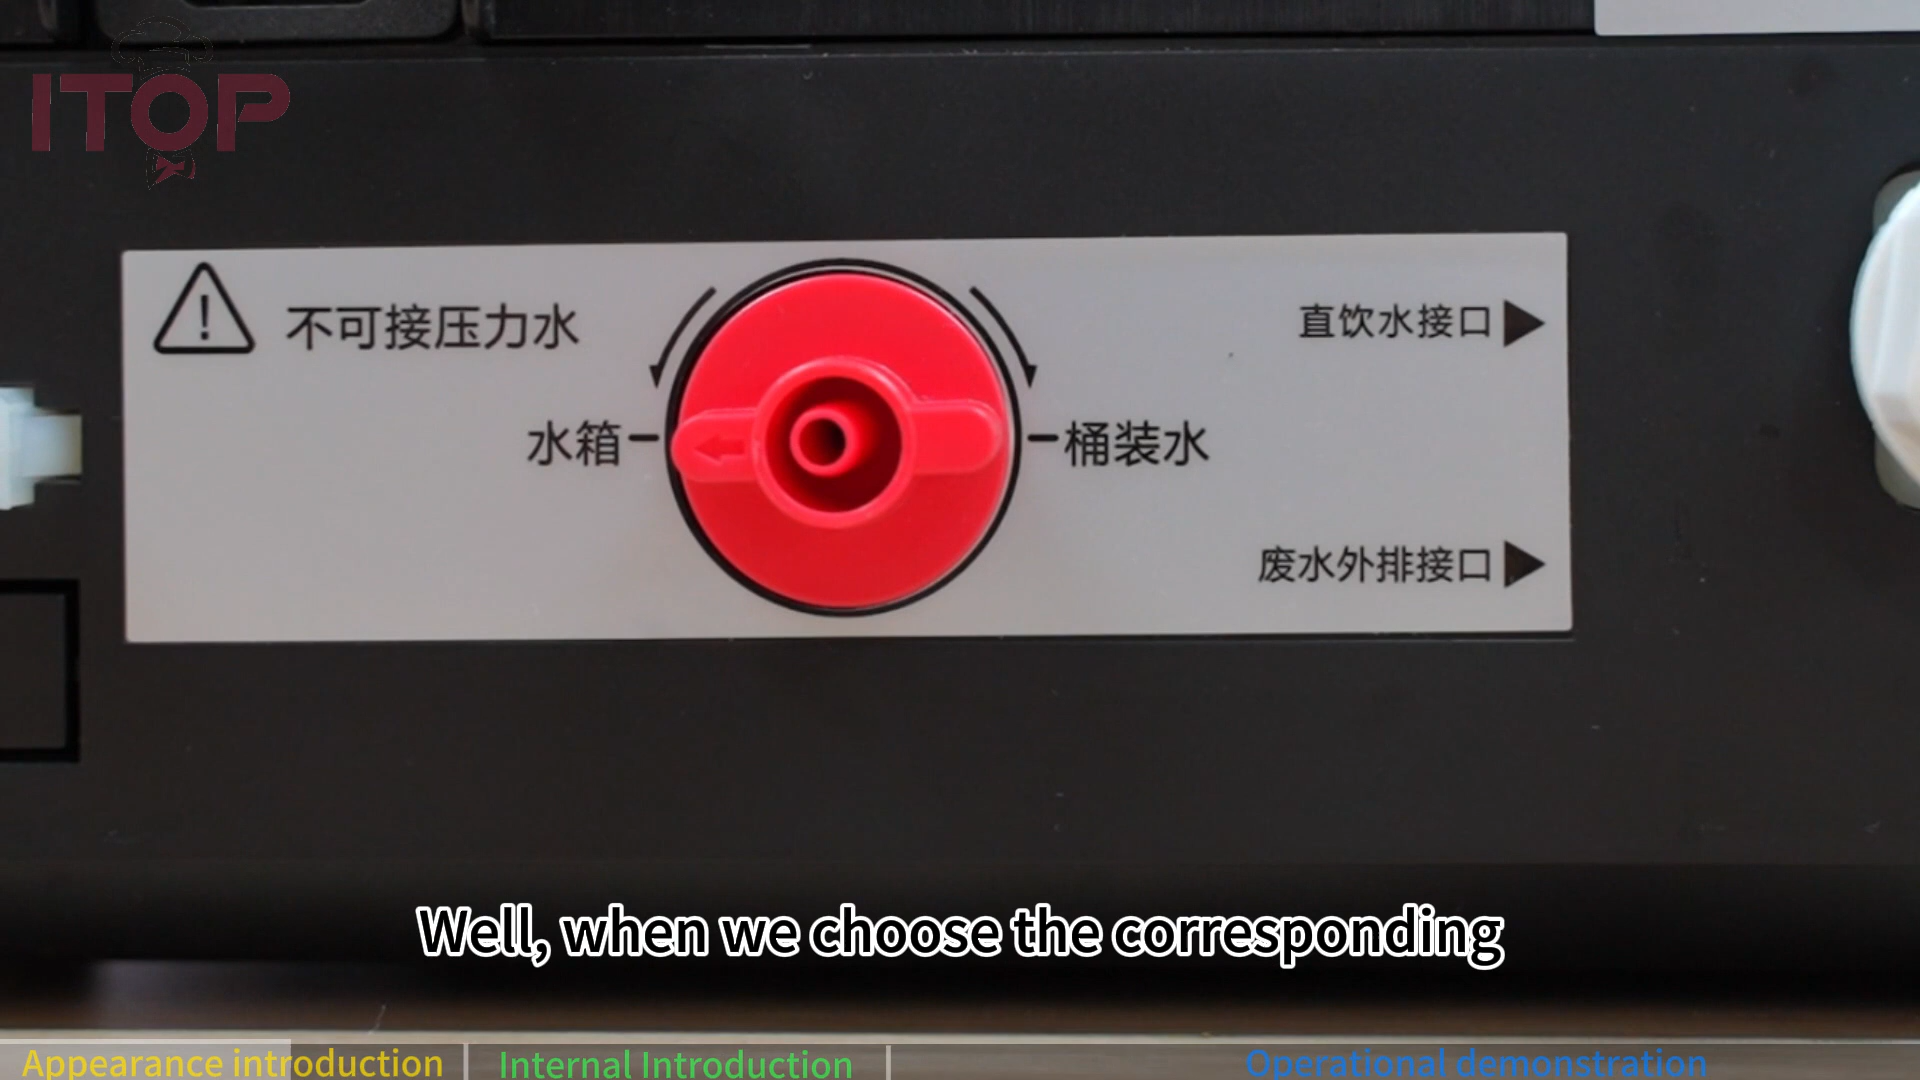 ITOP
不可接压力水
直饮水接口
水箱
桶装水
废水外排接口
Well, when we choose the corresponding
Appearance introduction
Internal Introduction
Operational demonstration